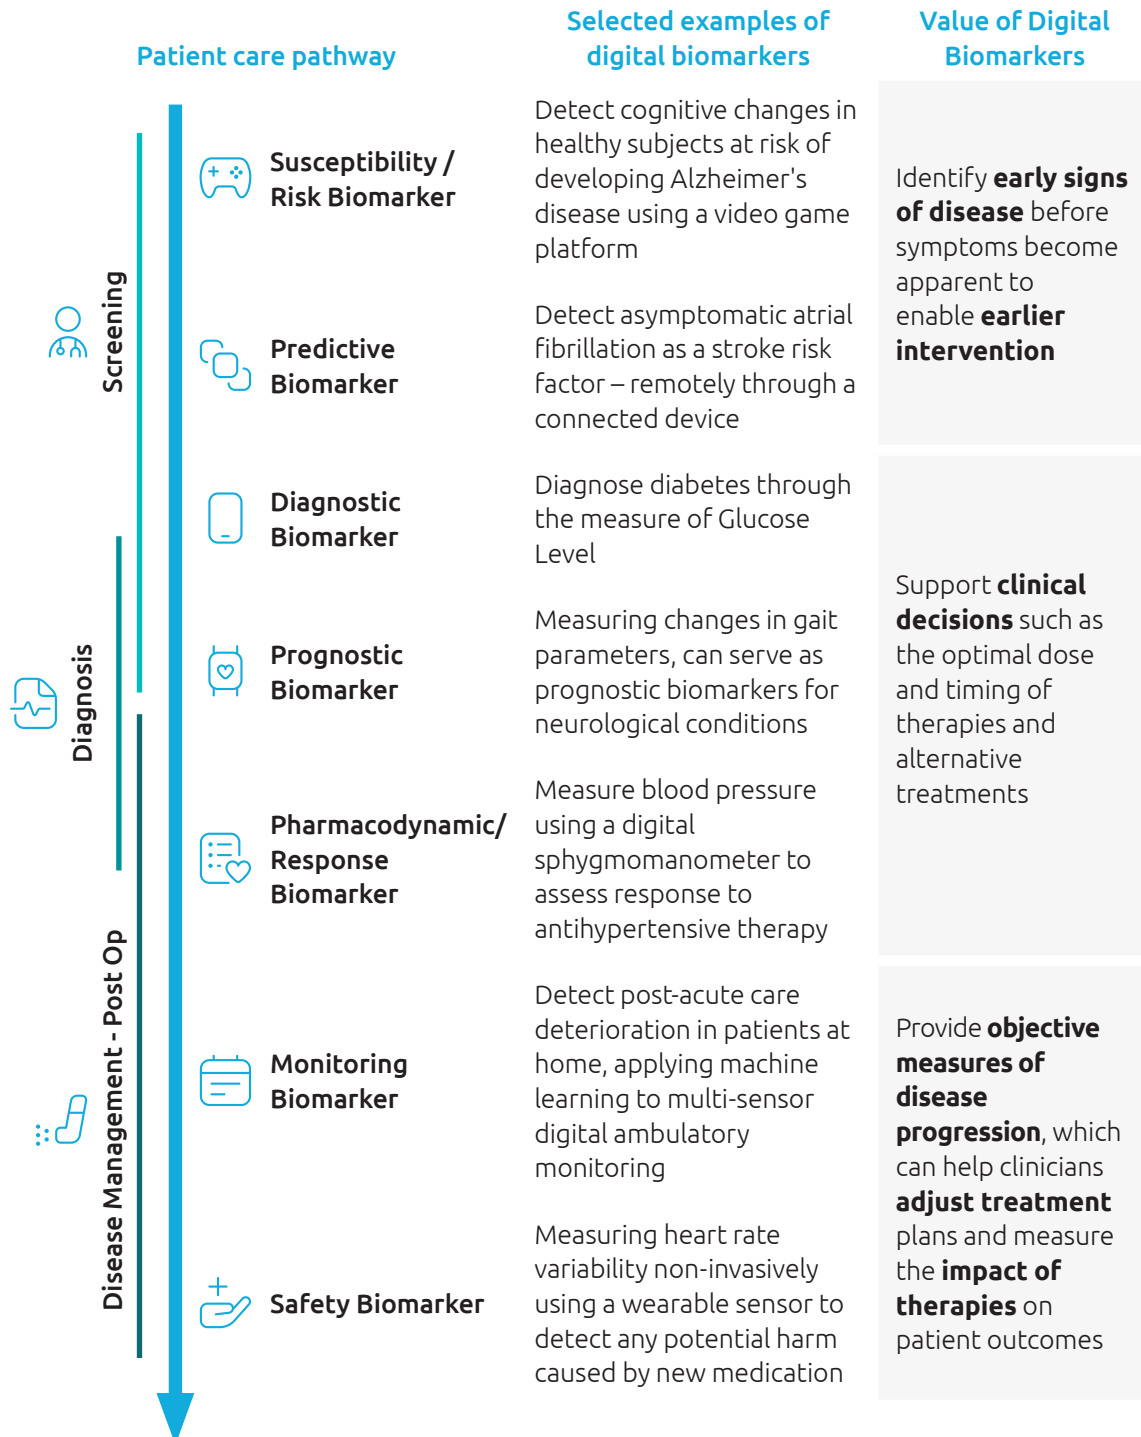 Patient care pathway
Selected examples of
digital biomarkers
Value of Digital
Biomarkers
Screening
Susceptibility /
Risk Biomarker
Detect cognitive changes in
healthy subjects at risk of
developing Alzheimer's
disease using a video game
platform
Identify early signs
of disease before
symptoms become
apparent to
enable earlier
intervention
Predictive
Biomarker
Detect asymptomatic atrial
fibrillation as a stroke risk
factor – remotely through a
connected device
Diagnosis
Diagnostic
Biomarker
Diagnose diabetes through
the measure of Glucose
Level
Support clinical
decisions such as
the optimal dose
and timing of
therapies and
alternative
treatments
Prognostic
Biomarker
Measuring changes in gait
parameters, can serve as
prognostic biomarkers for
neurological conditions
Pharmacodynamic/
Response
Biomarker
Measure blood pressure
using a digital
sphygmomanometer to
assess response to
antihypertensive therapy
Disease Management - Post Op
Monitoring
Biomarker
Detect post-acute care
deterioration in patients at
home, applying machine
learning to multi-sensor
digital ambulatory
monitoring
Provide objective
measures of
disease
progression, which
can help clinicians
adjust treatment
plans and measure
the impact of
therapies on
patient outcomes
Safety Biomarker
Measuring heart rate
variability non-invasively
using a wearable sensor to
detect any potential harm
caused by new medication